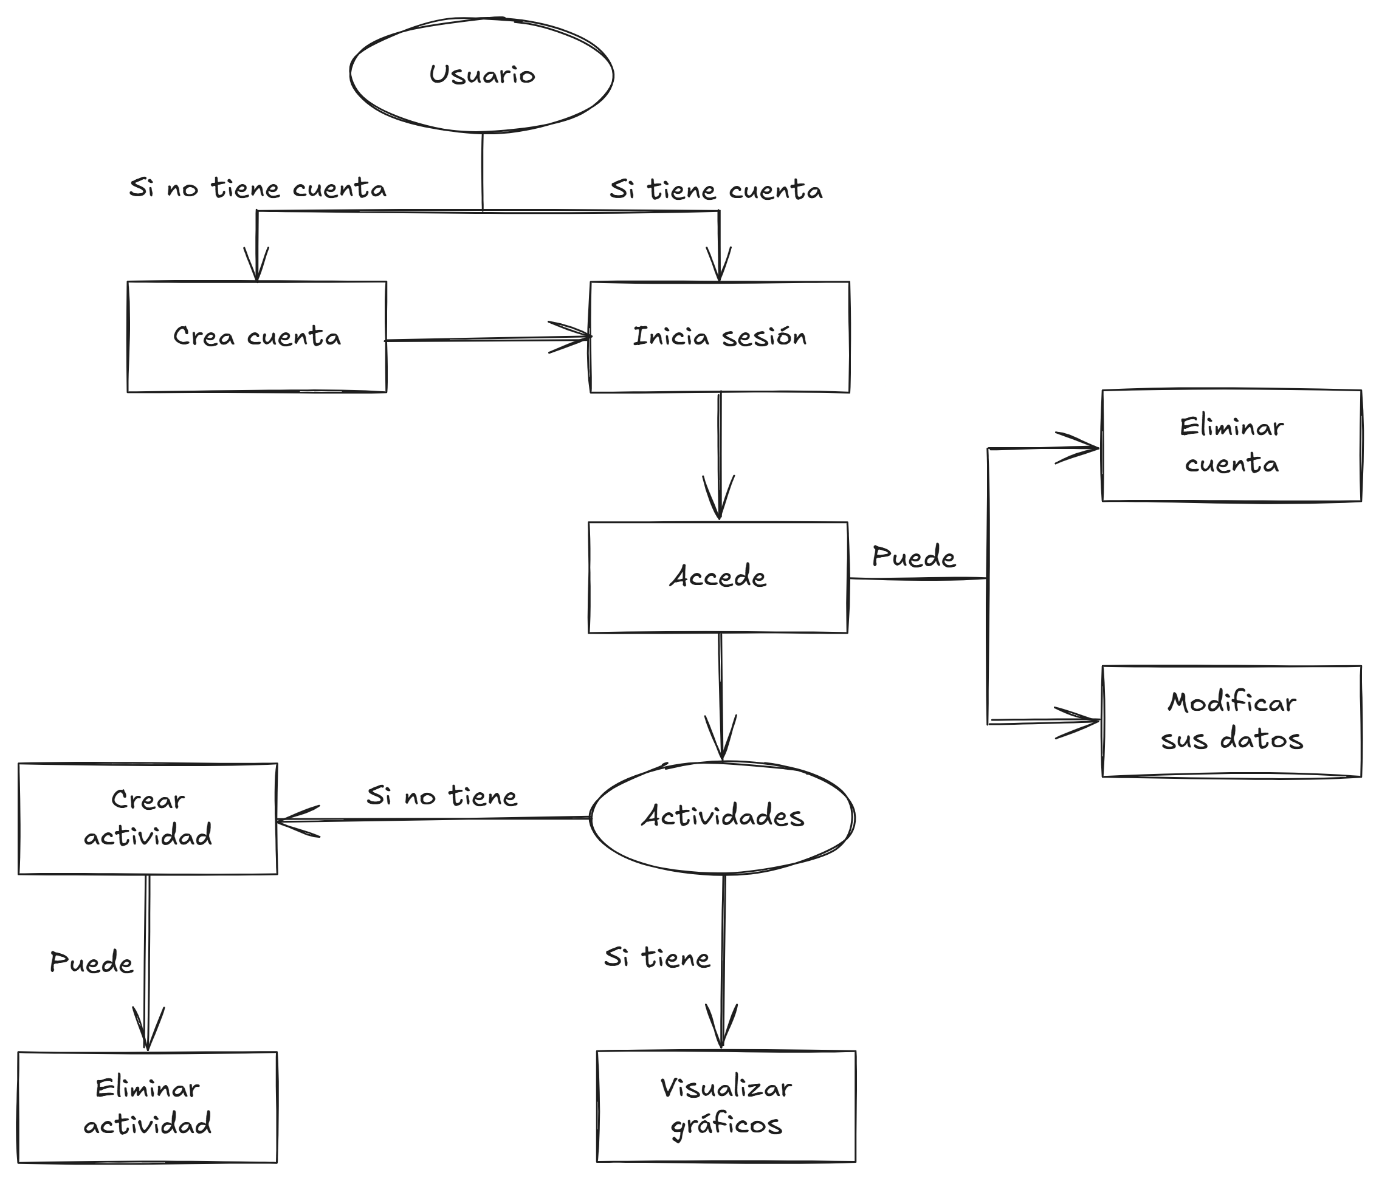 Usuario
Si no tiene cuenta
Si tiene cuenta
Crea cuenta
Inicia sesión
Eliminar
cuenta
Accede
Puede
Modificar
sus datos
Crear
actividad
Si no tiene
Actividades
Puede
Si tiene
Eliminar
actividad
Visualizar
gráficos